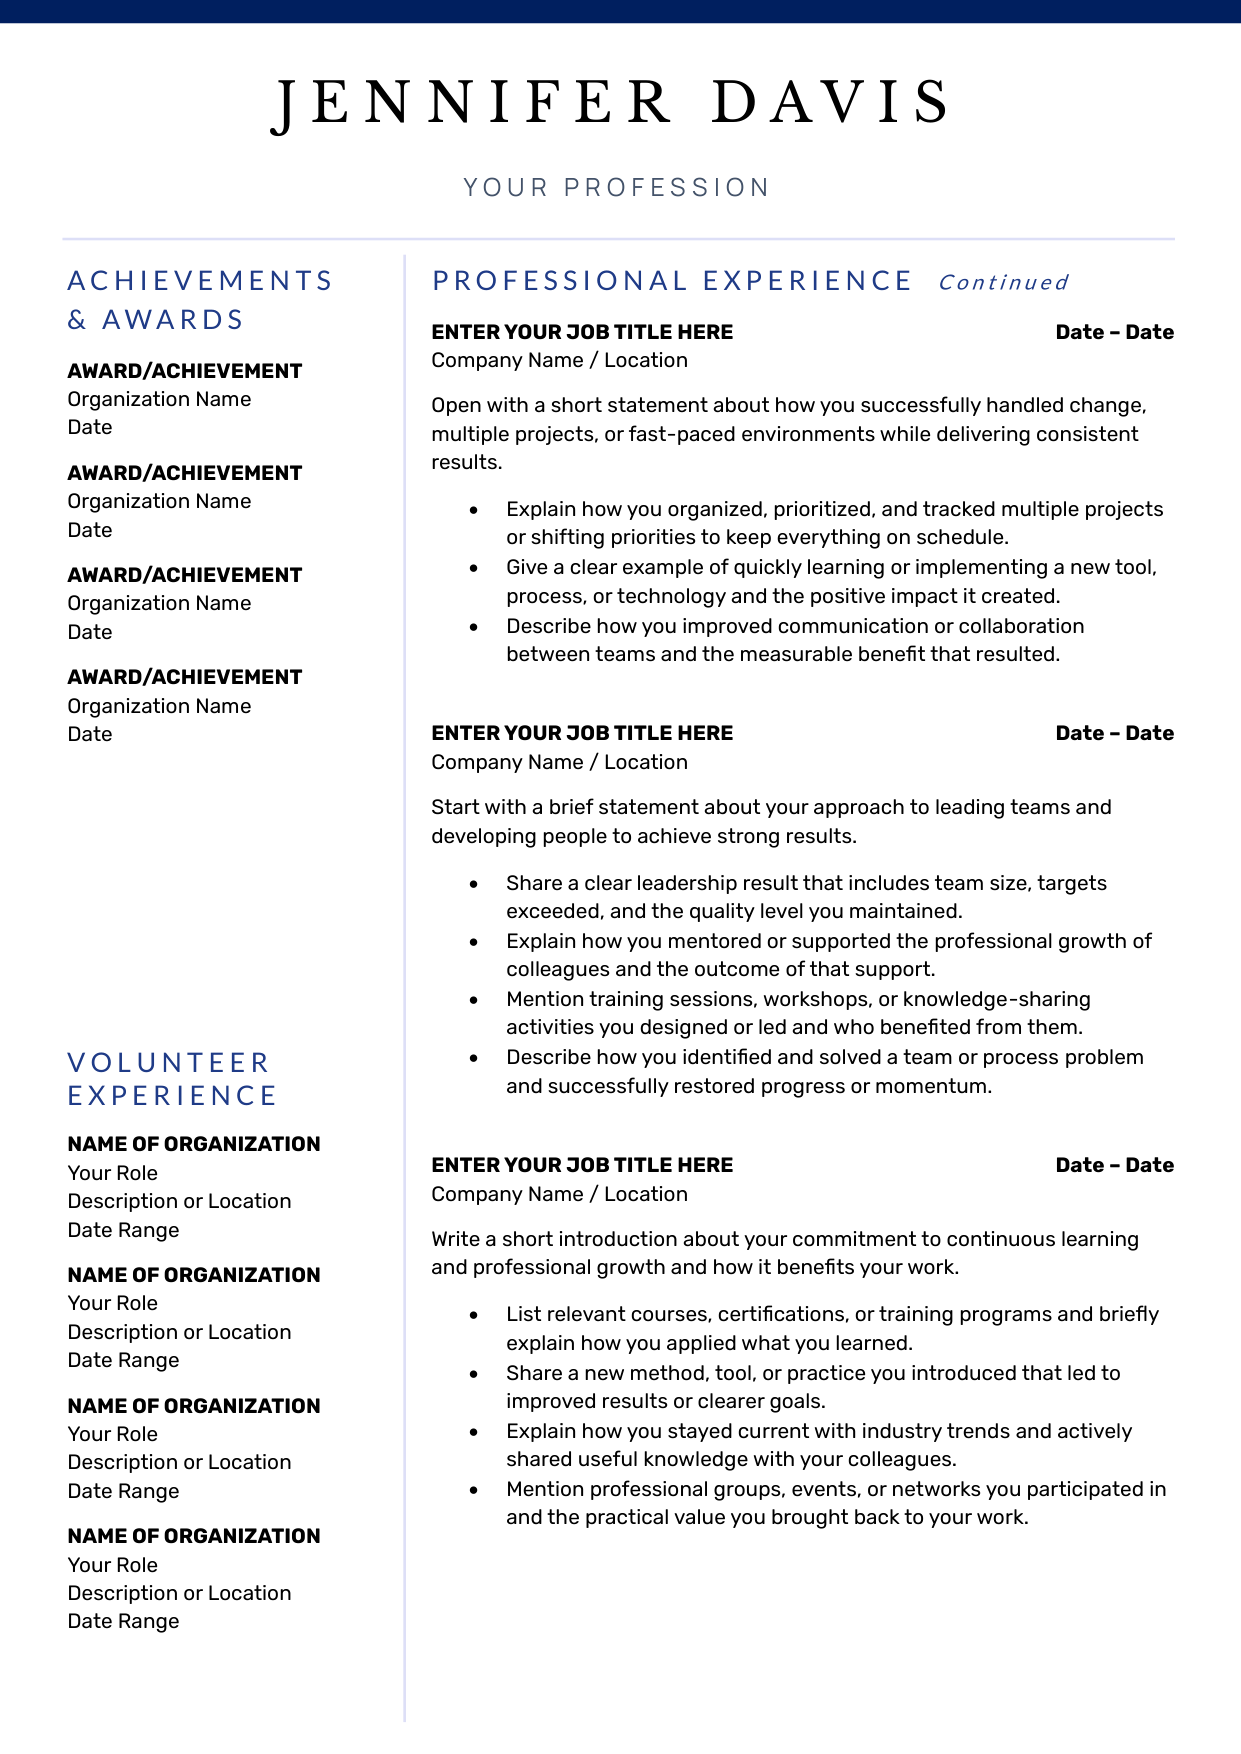 JENNIFER DAVIS
YOUR PROFESSION
ACHIEVEMENTS
& AWARDS
AWARD/ACHIEVEMENT
Organization Name
Date
AWARD/ACHIEVEMENT
Organization Name
Date
AWARD/ACHIEVEMENT
Organization Name
Date
AWARD/ACHIEVEMENT
Organization Name
Date
VOLUNTEER
EXPERIENCE
NAME OF ORGANIZATION
Your Role
Description or Location
Date Range
NAME OF ORGANIZATION
Your Role
Description or Location
Date Range
NAME OF ORGANIZATION
Your Role
Description or Location
Date Range
NAME OF ORGANIZATION
Your Role
Description or Location
Date Range
PROFESSIONAL EXPERIENCE Continued
ENTER YOUR JOB TITLE HERE Date – Date
Company Name / Location
Open with a short statement about how you successfully handled change,
multiple projects, or fast-paced environments while delivering consistent
results.
• Explain how you organized, prioritized, and tracked multiple projects
or shifting priorities to keep everything on schedule.
• Give a clear example of quickly learning or implementing a new tool,
process, or technology and the positive impact it created.
• Describe how you improved communication or collaboration
between teams and the measurable benefit that resulted.
ENTER YOUR JOB TITLE HERE Date – Date
Company Name / Location
Start with a brief statement about your approach to leading teams and
developing people to achieve strong results.
• Share a clear leadership result that includes team size, targets
exceeded, and the quality level you maintained.
• Explain how you mentored or supported the professional growth of
colleagues and the outcome of that support.
• Mention training sessions, workshops, or knowledge-sharing
activities you designed or led and who benefited from them.
• Describe how you identified and solved a team or process problem
and successfully restored progress or momentum.
ENTER YOUR JOB TITLE HERE Date – Date
Company Name / Location
Write a short introduction about your commitment to continuous learning
and professional growth and how it benefits your work.
• List relevant courses, certifications, or training programs and briefly
explain how you applied what you learned.
• Share a new method, tool, or practice you introduced that led to
improved results or clearer goals.
• Explain how you stayed current with industry trends and actively
shared useful knowledge with your colleagues.
• Mention professional groups, events, or networks you participated in
and the practical value you brought back to your work.